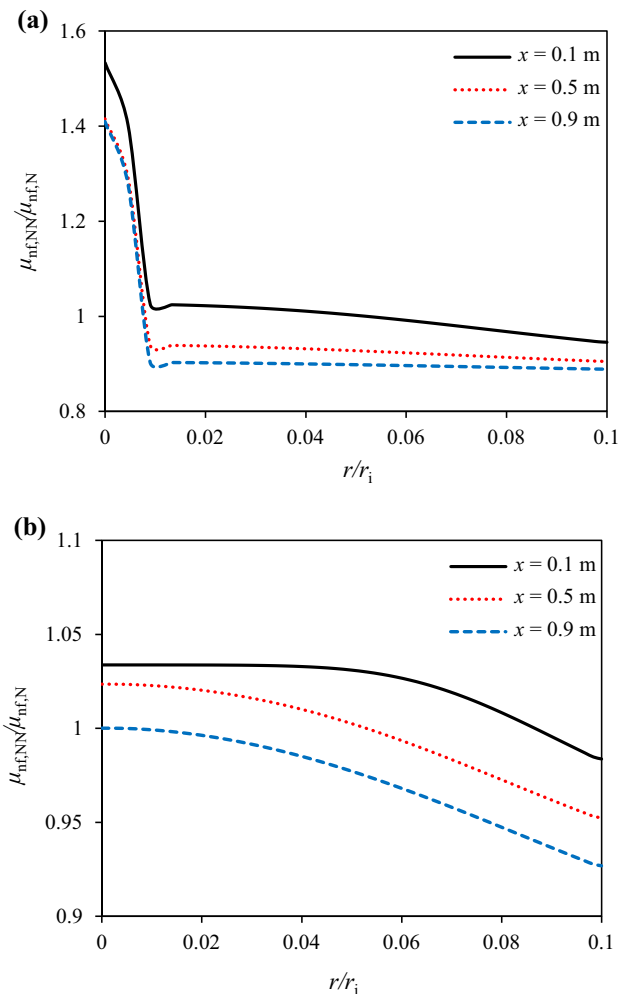 (a)
1.6
1.4
1.2
1
0.8
μnf,NN/μnf,N
x = 0.1 m
x = 0.5 m
x = 0.9 m
0 0.02 0.04 0.06 0.08 0.1
r/ri
(b)
1.1
1.05
1
0.95
0.9
μnf,NN/μnf,N
x = 0.1 m
x = 0.5 m
x = 0.9 m
0 0.02 0.04 0.06 0.08 0.1
r/ri